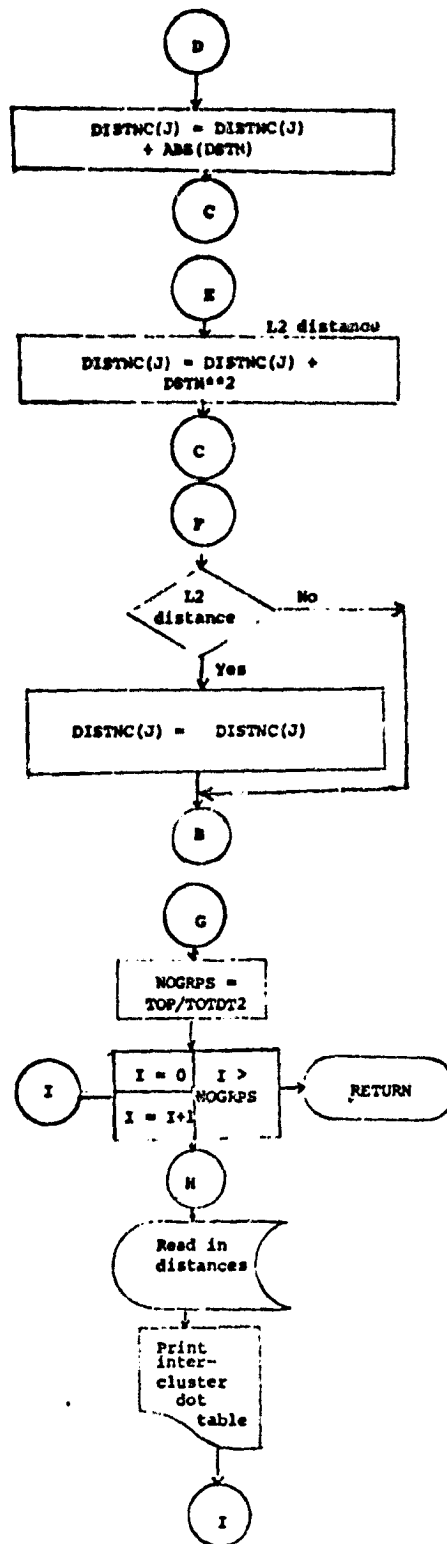 D
DISTNC(J) = DISTNC(J)
+ ABS(DSTN)
C
E
L2 distance
DISTNC(J) = DISTNC(J) +
DSTN**2
C
F
L2
distance
No
Yes
DISTNC(J) = DISTNC(J)
B
G
NOGRPS =
TOP/TOTDT2
I
I = 0
I >
NOGRPS
I = I+1
RETURN
H
Read in
distances
Print
inter-
cluster
dot
table
I